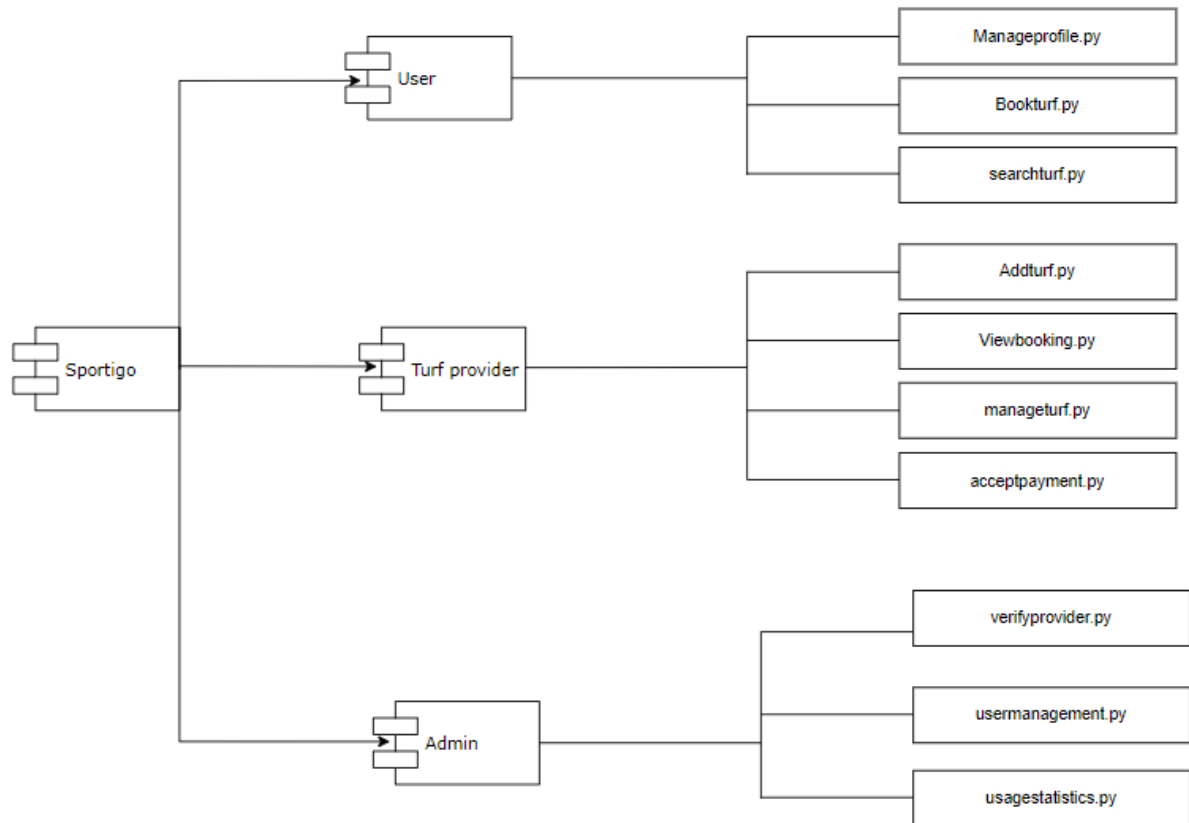 Manageprofile.py
User
Bookturf.py
searchturf.py
Addturf.py
Viewbooking.py
Sportigo
Turf provider
manageturf.py
acceptpayment.py
verifyprovider.py
usermanagement.py
Admin
usagestatistics.py